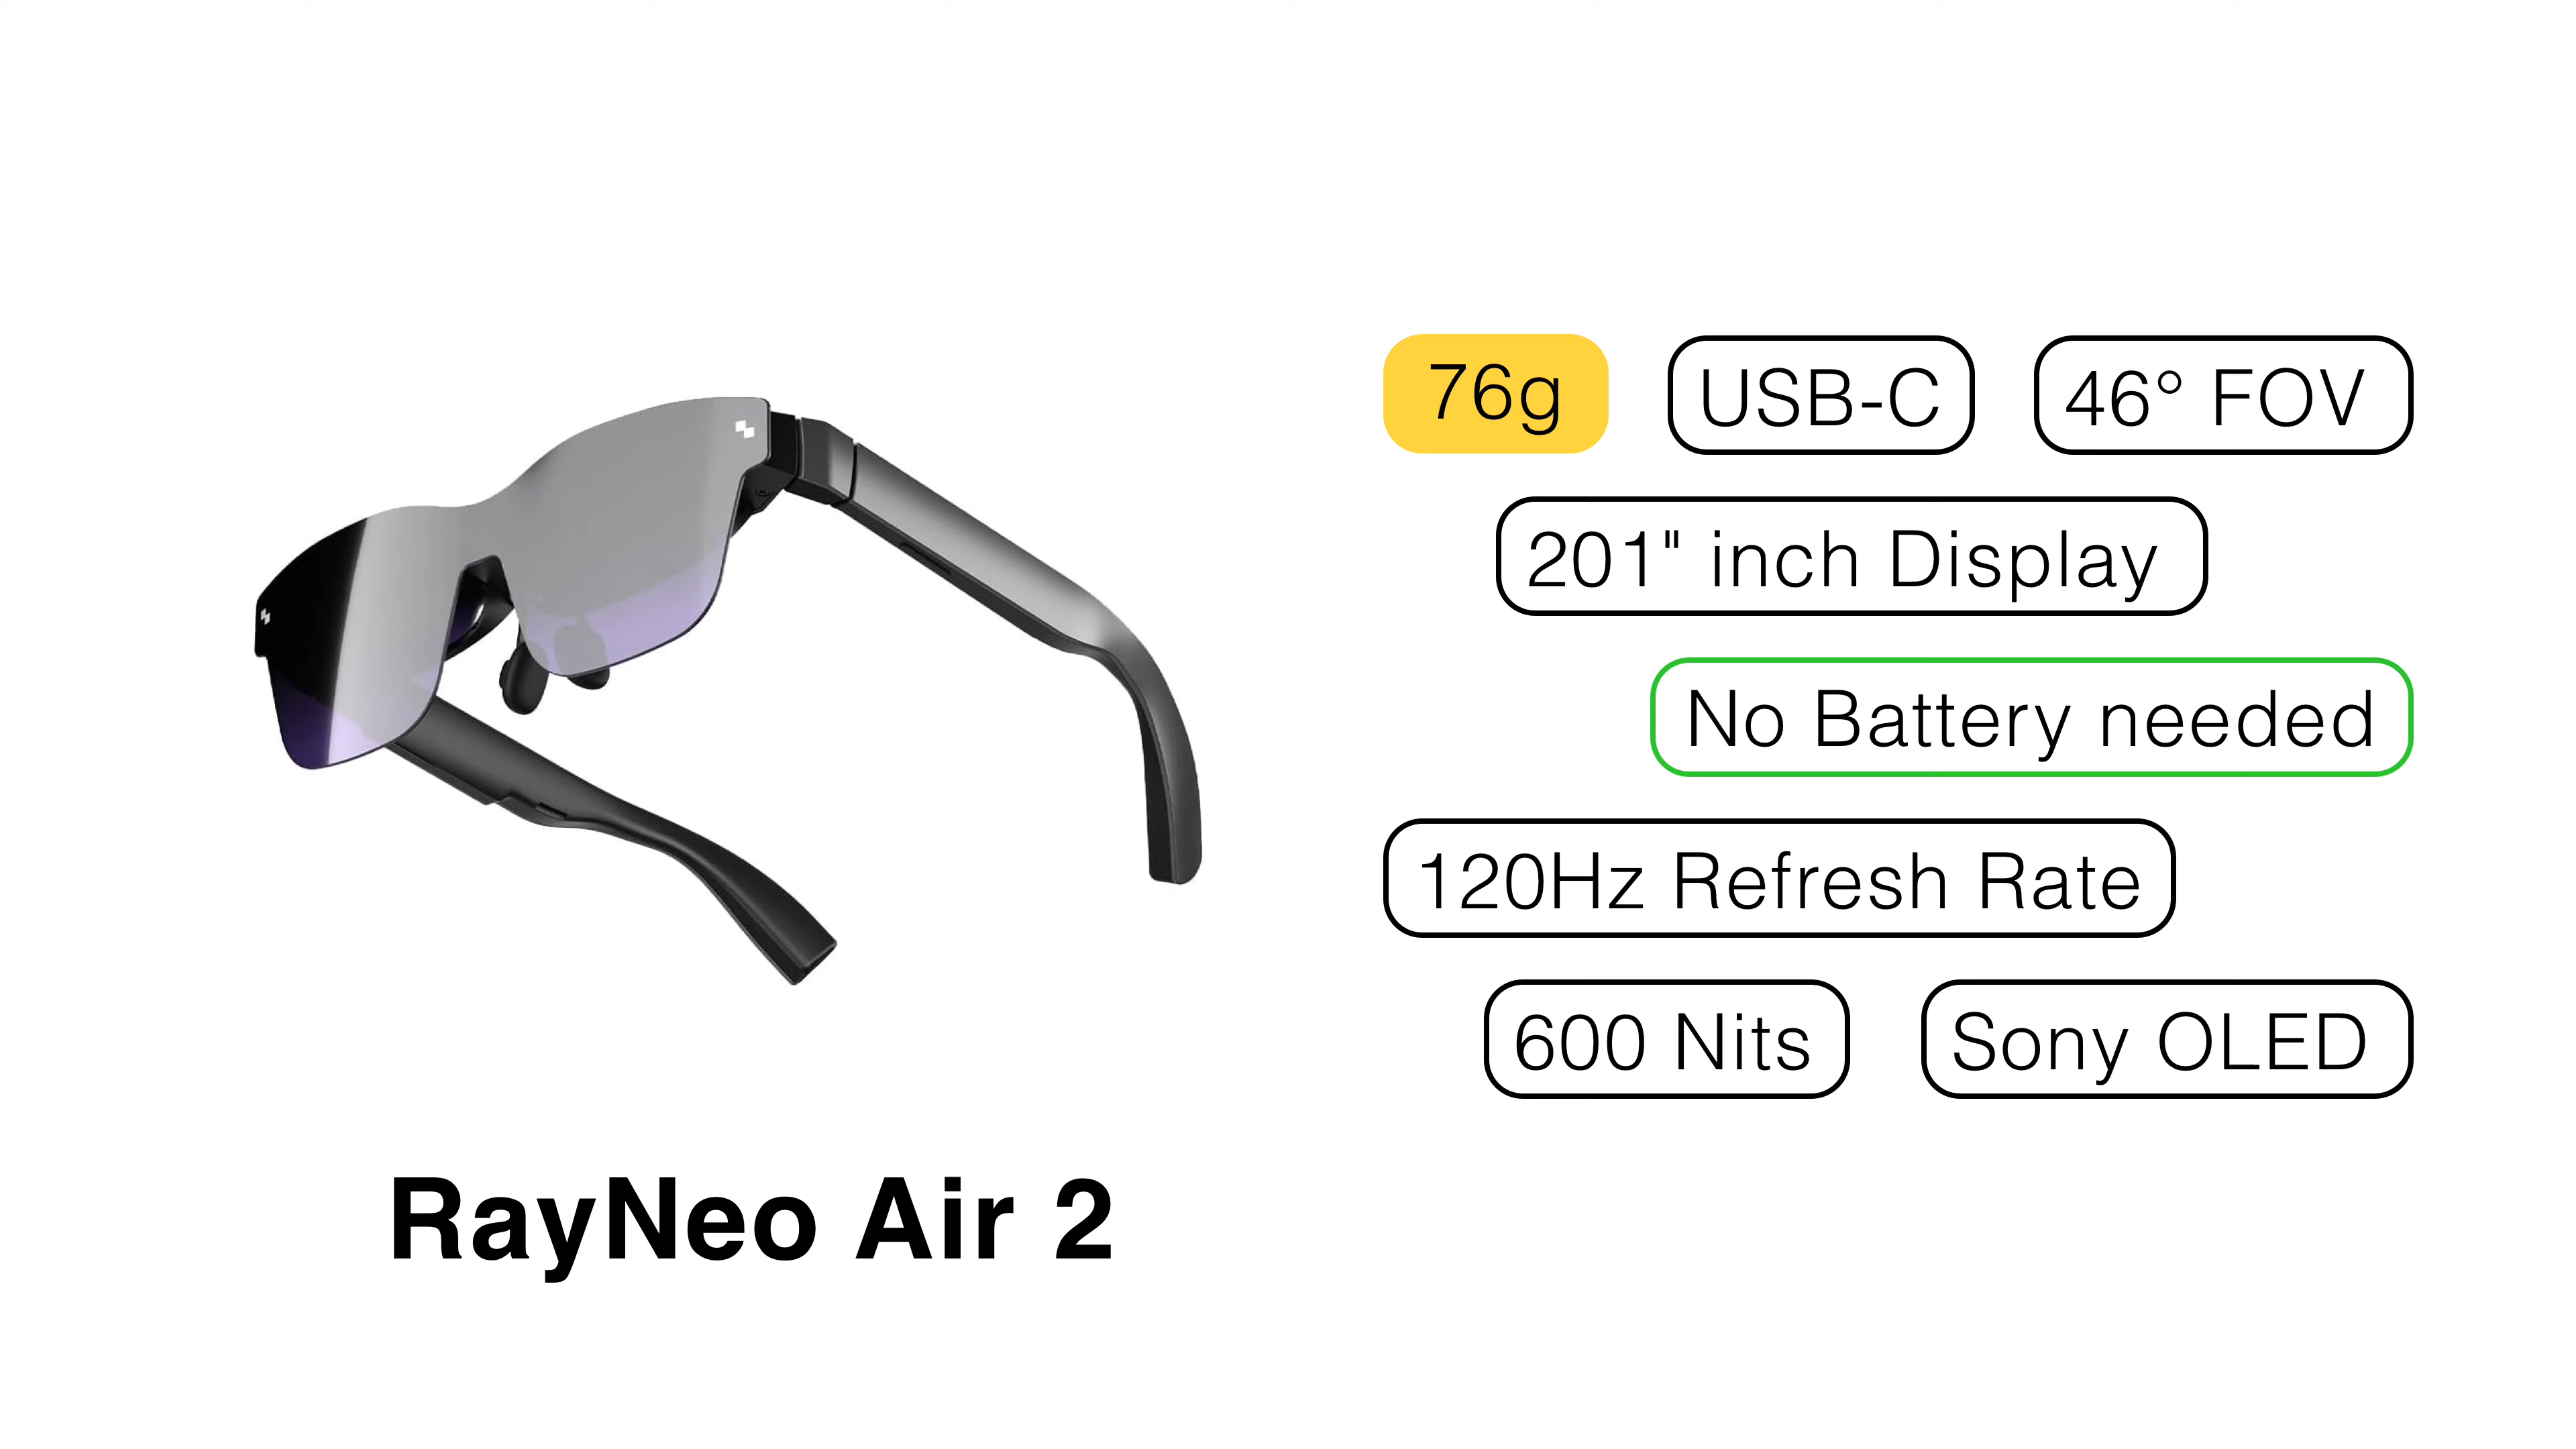 76g
USB-C
46° FOV
201" inch Display
No Battery needed
120Hz Refresh Rate
600 Nits
Sony OLED
RayNeo Air 2